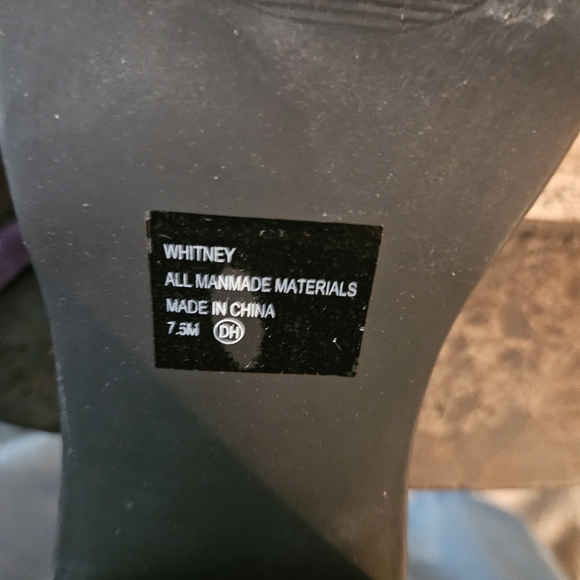 WHITNEY
ALL MANMADE MATERIALS
MADE IN CHINA
7.5M DH